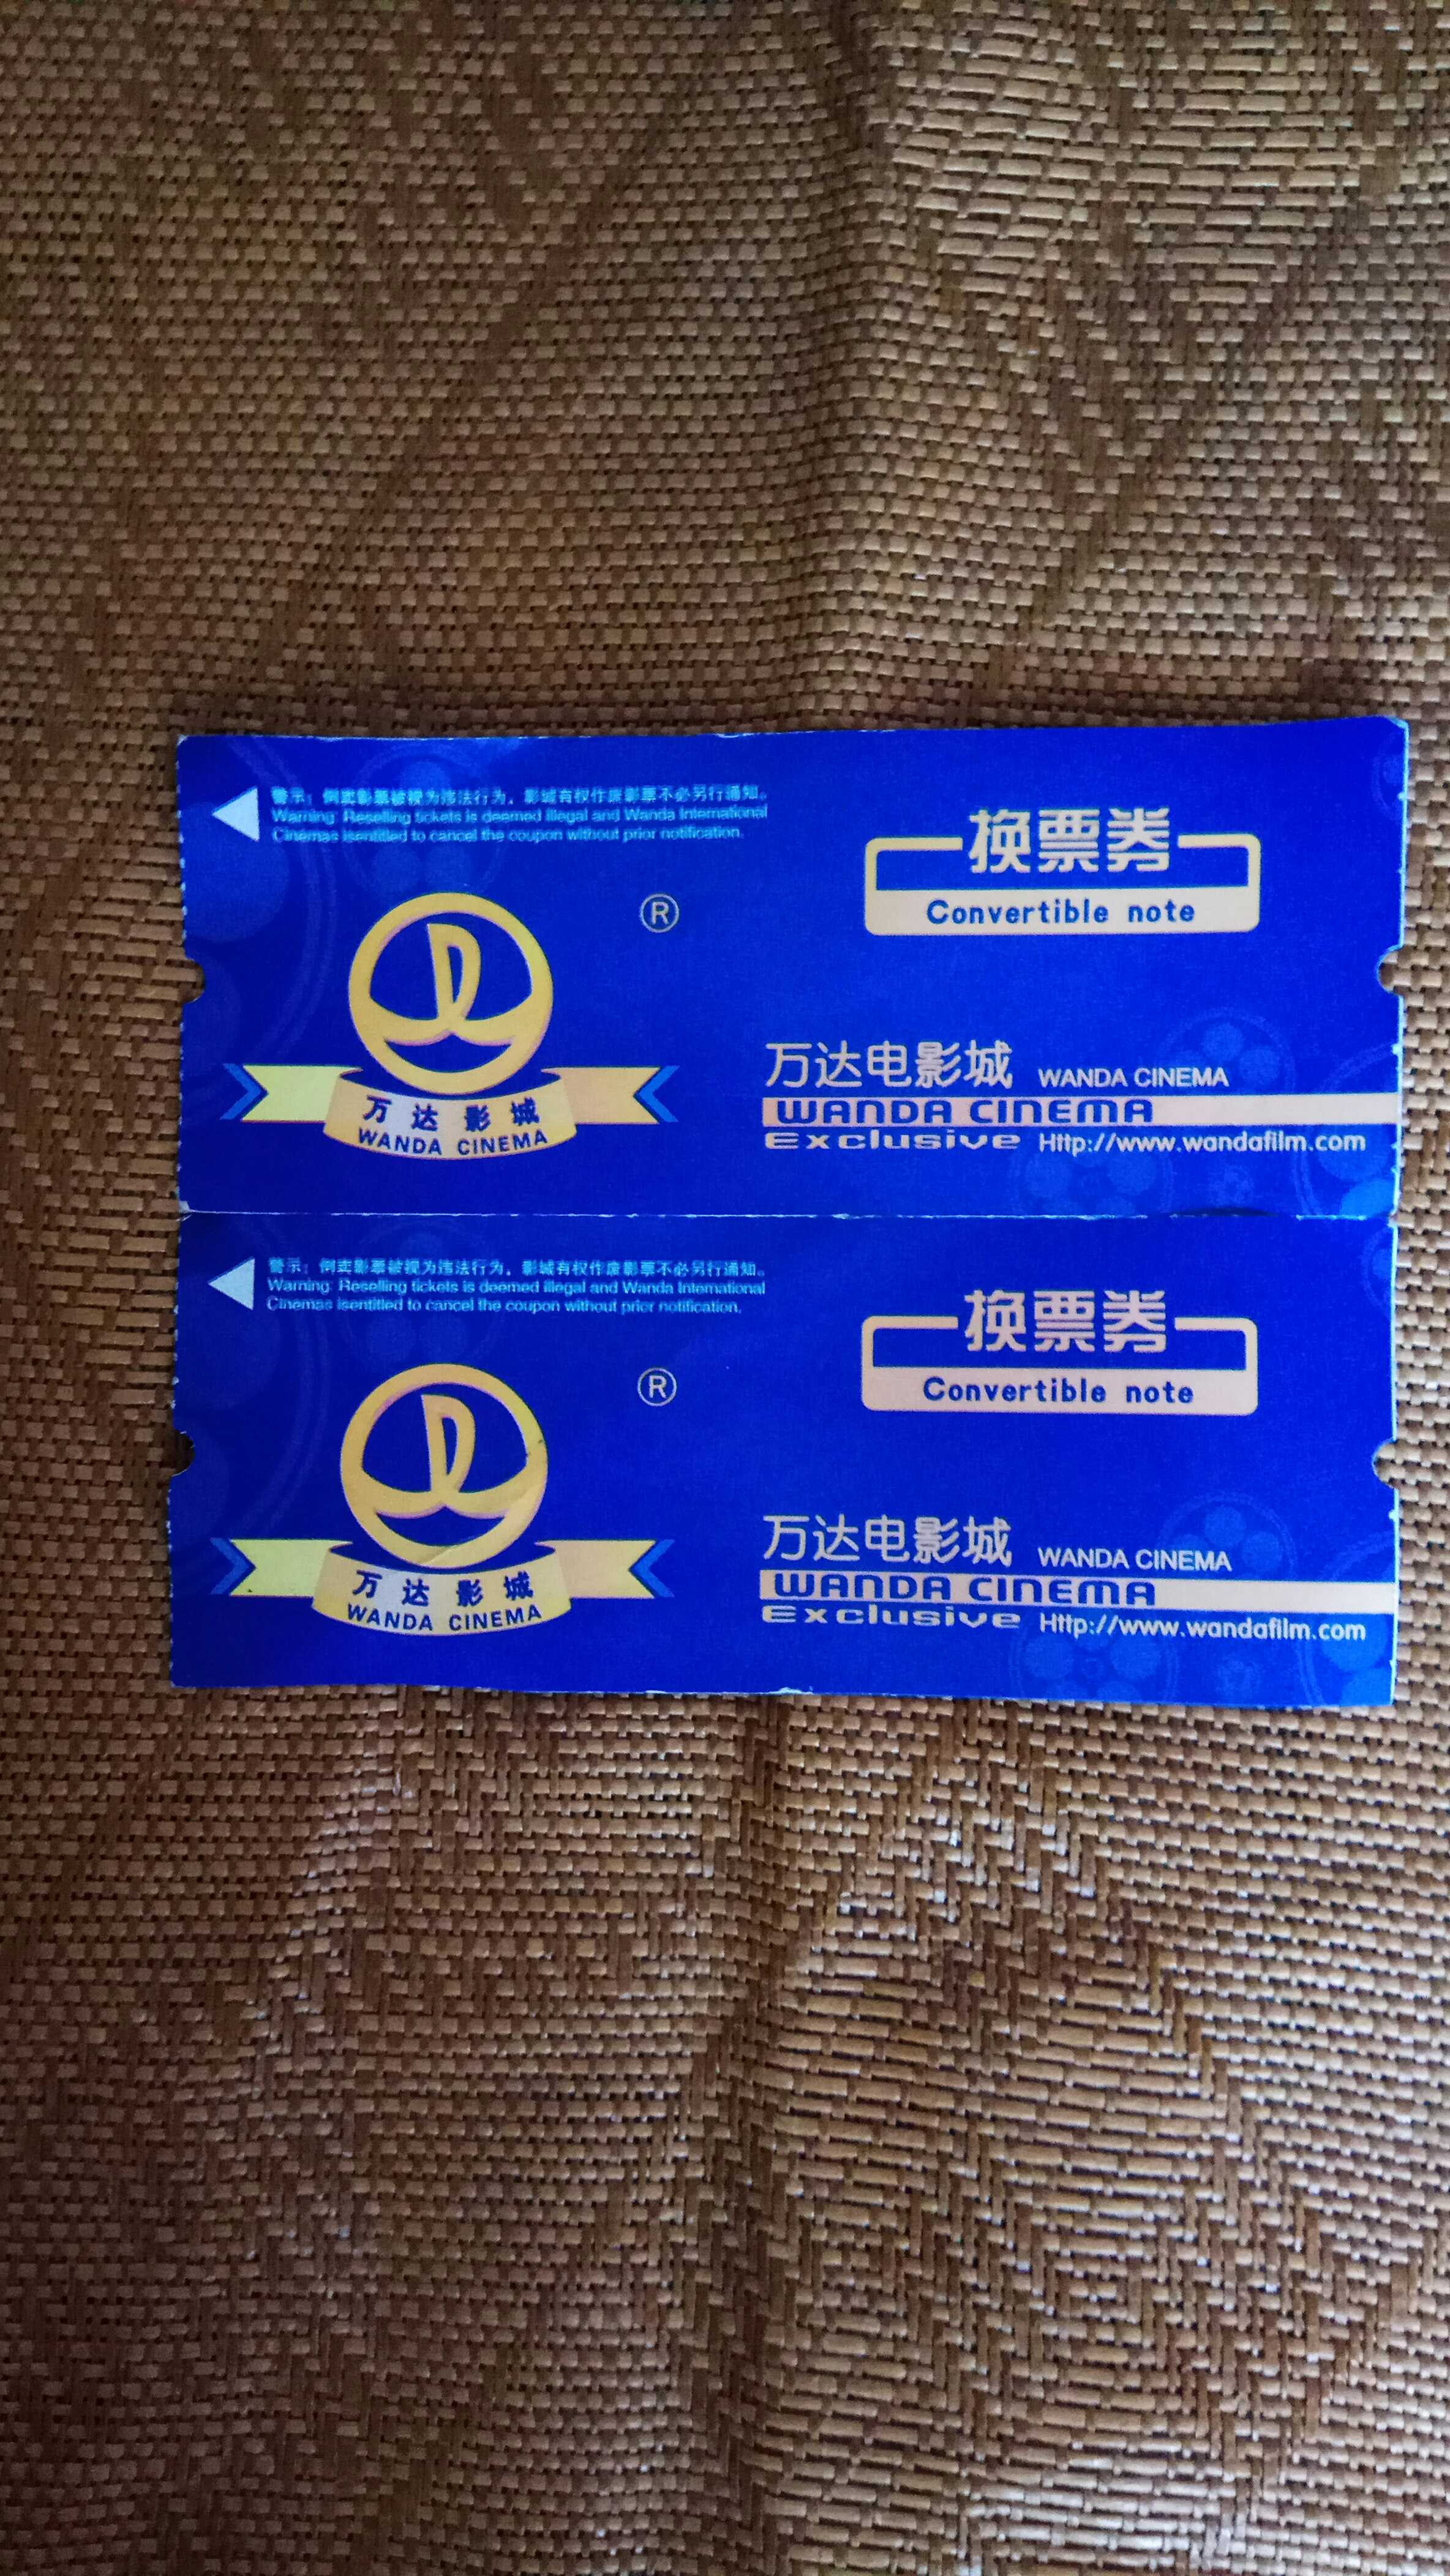 警示：倒卖影票被视为违法行为，影城有权作废影票不必另行通知。
Warning: Reselling tickets is deemed illegal and Wanda International
Cinemas isentitled to cancel the coupon without prior notification.
换票券
Convertible note
®
万达影城
WANDA CINEMA
万达电影城 WANDA CINEMA
WANDA CINEMA
Exclusive Http://www.wandafilm.com
警示：倒卖影票被视为违法行为，影城有权作废影票不必另行通知。
Warning: Reselling tickets is deemed illegal and Wanda International
Cinemas isentitled to cancel the coupon without prior notification.
换票券
Convertible note
®
万达影城
WANDA CINEMA
万达电影城 WANDA CINEMA
WANDA CINEMA
Exclusive Http://www.wandafilm.com